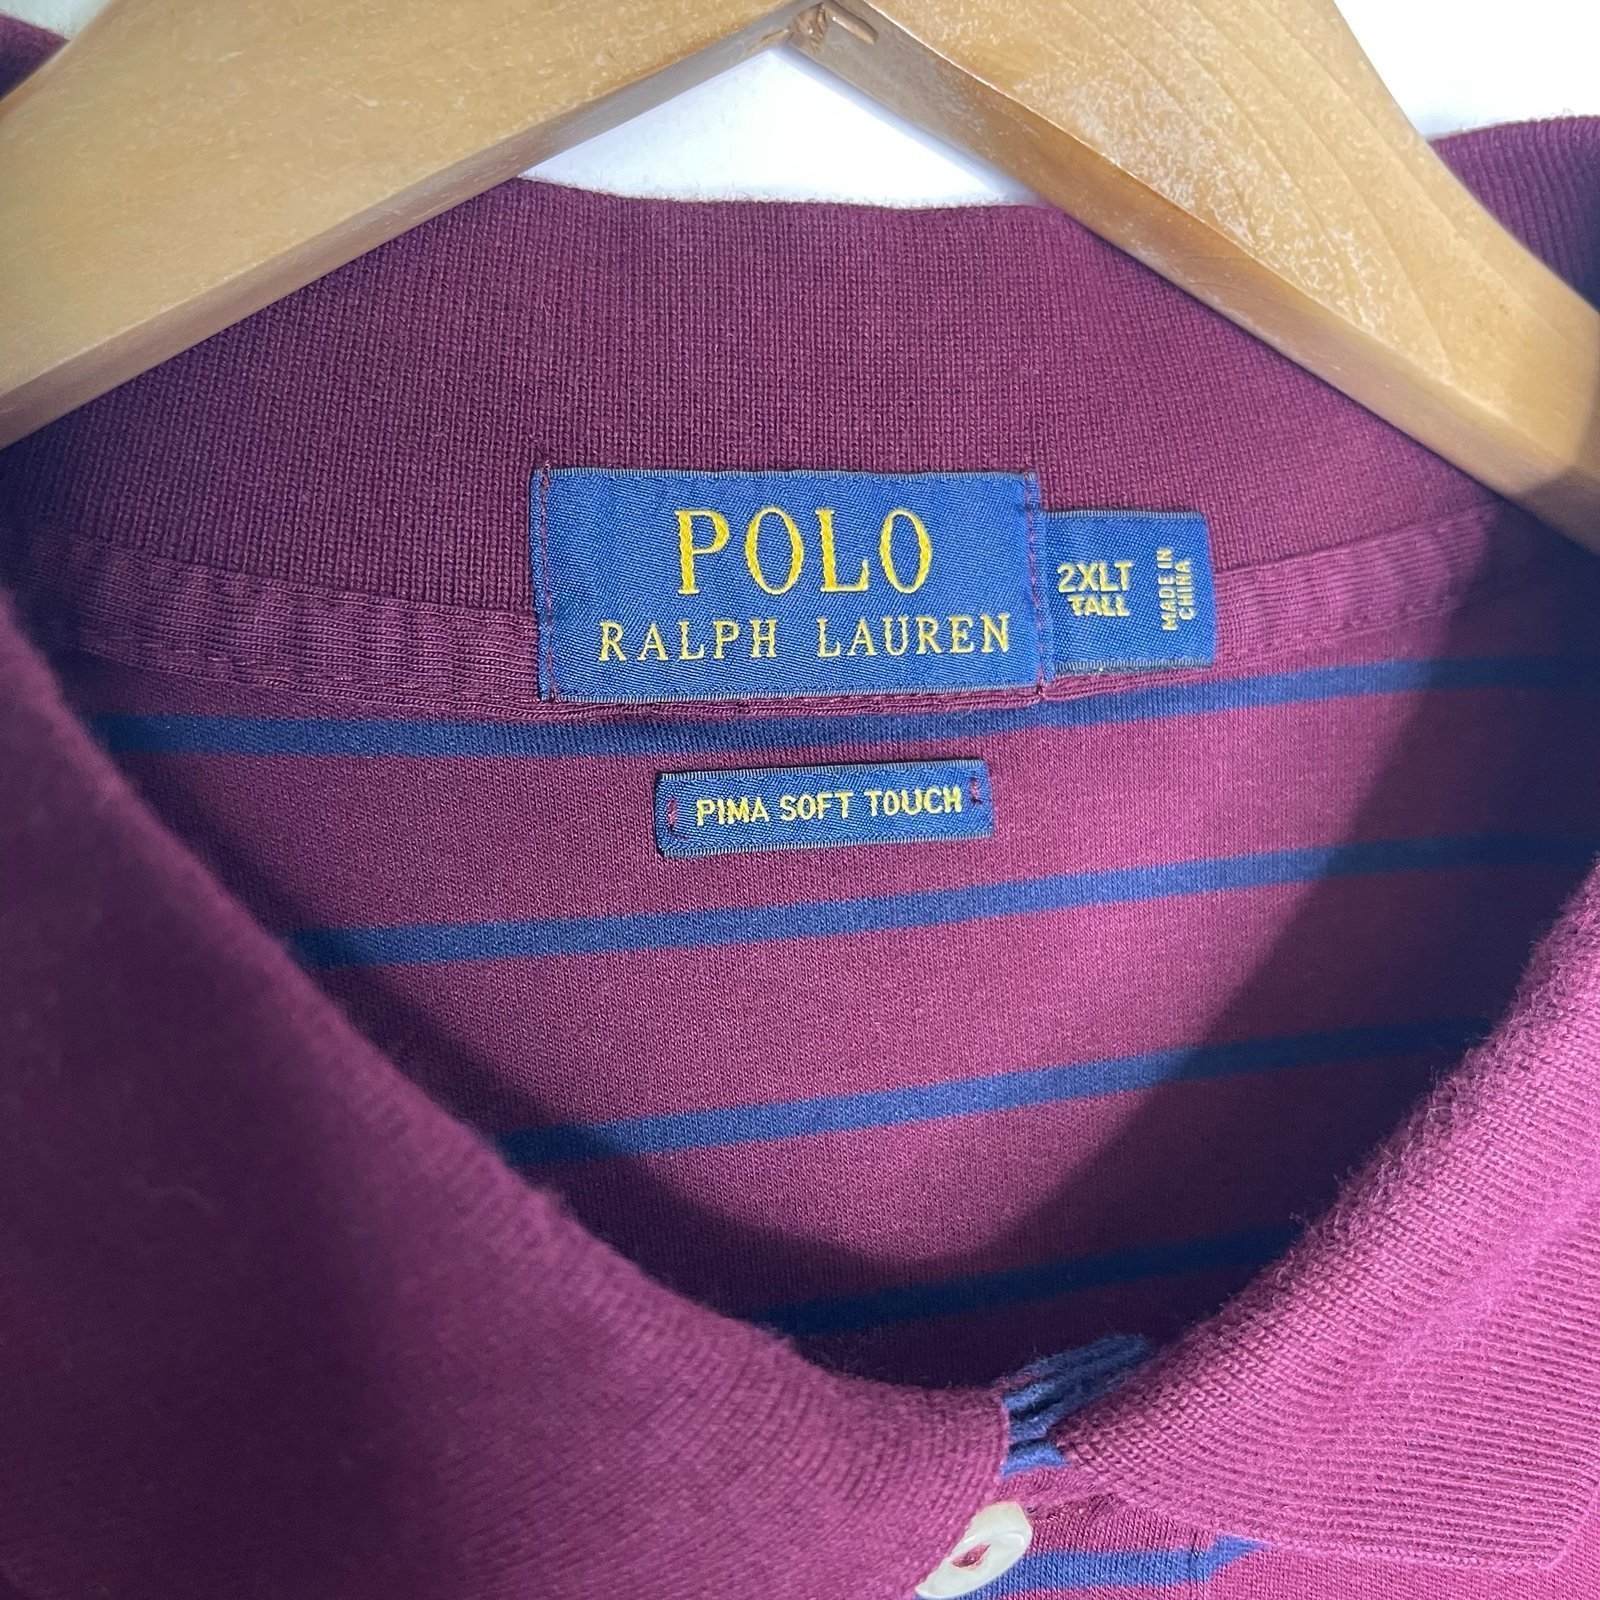 POLO
RALPH LAUREN
2XLT
TALL
MADE IN
CHINA
PIMA SOFT TOUCH